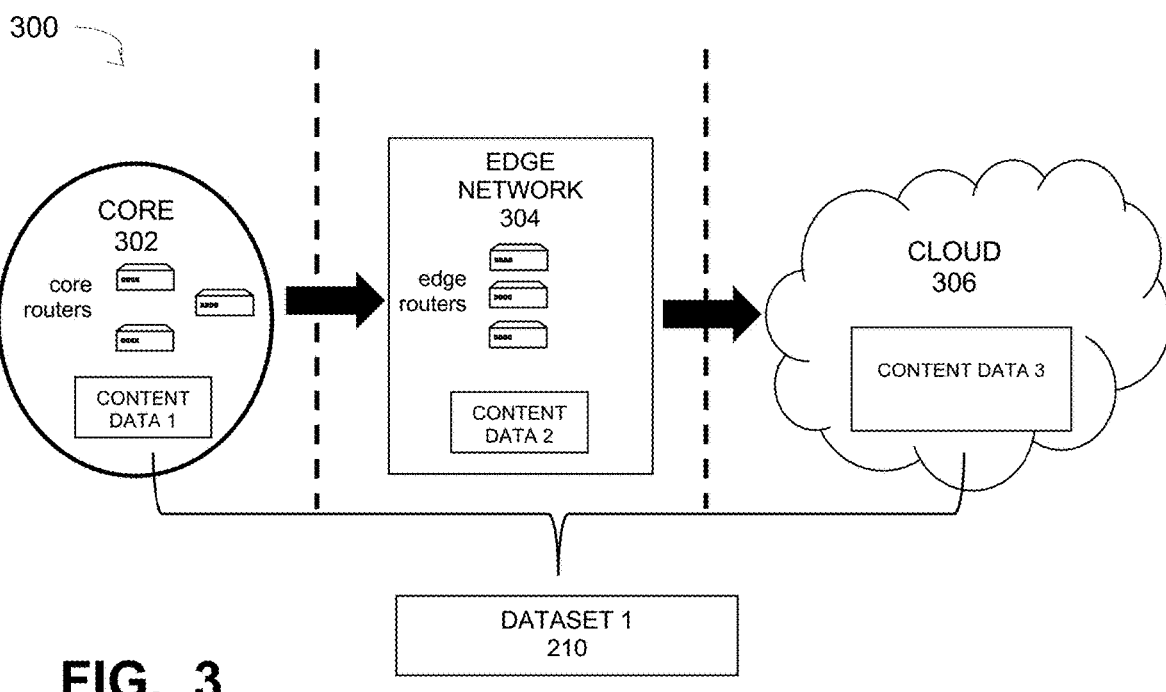 300
CORE
302
core
routers
CONTENT
DATA 1
EDGE
NETWORK
304
edge
routers
CONTENT
DATA 2
CLOUD
306
CONTENT DATA 3
DATASET 1
210
FIG. 3